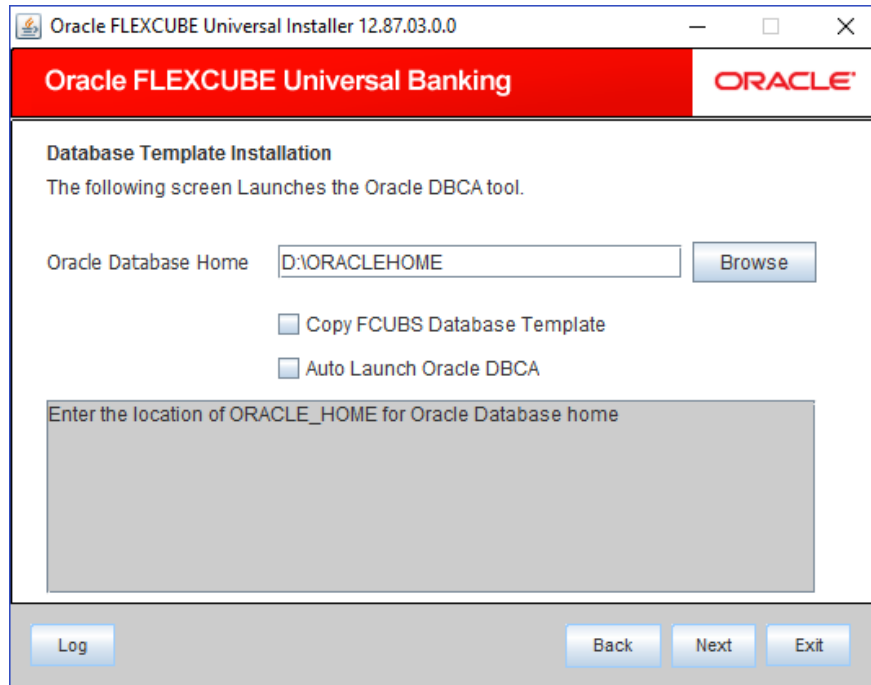 Oracle FLEXCUBE Universal Installer 12.87.03.0.0
Oracle FLEXCUBE Universal Banking
ORACLE
Database Template Installation
The following screen Launches the Oracle DBCA tool.
Oracle Database Home D:\ORACLEHOME Browse
Copy FCUBS Database Template
Auto Launch Oracle DBCA
Enter the location of ORACLE_HOME for Oracle Database home
Log Back Next Exit